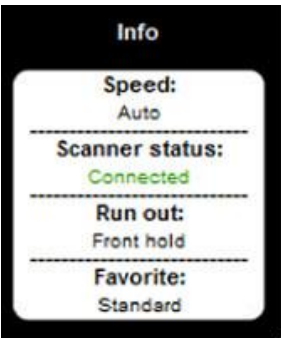 Info
Speed:
Auto
Scanner status:
Connected
Run out:
Front hold
Favorite:
Standard